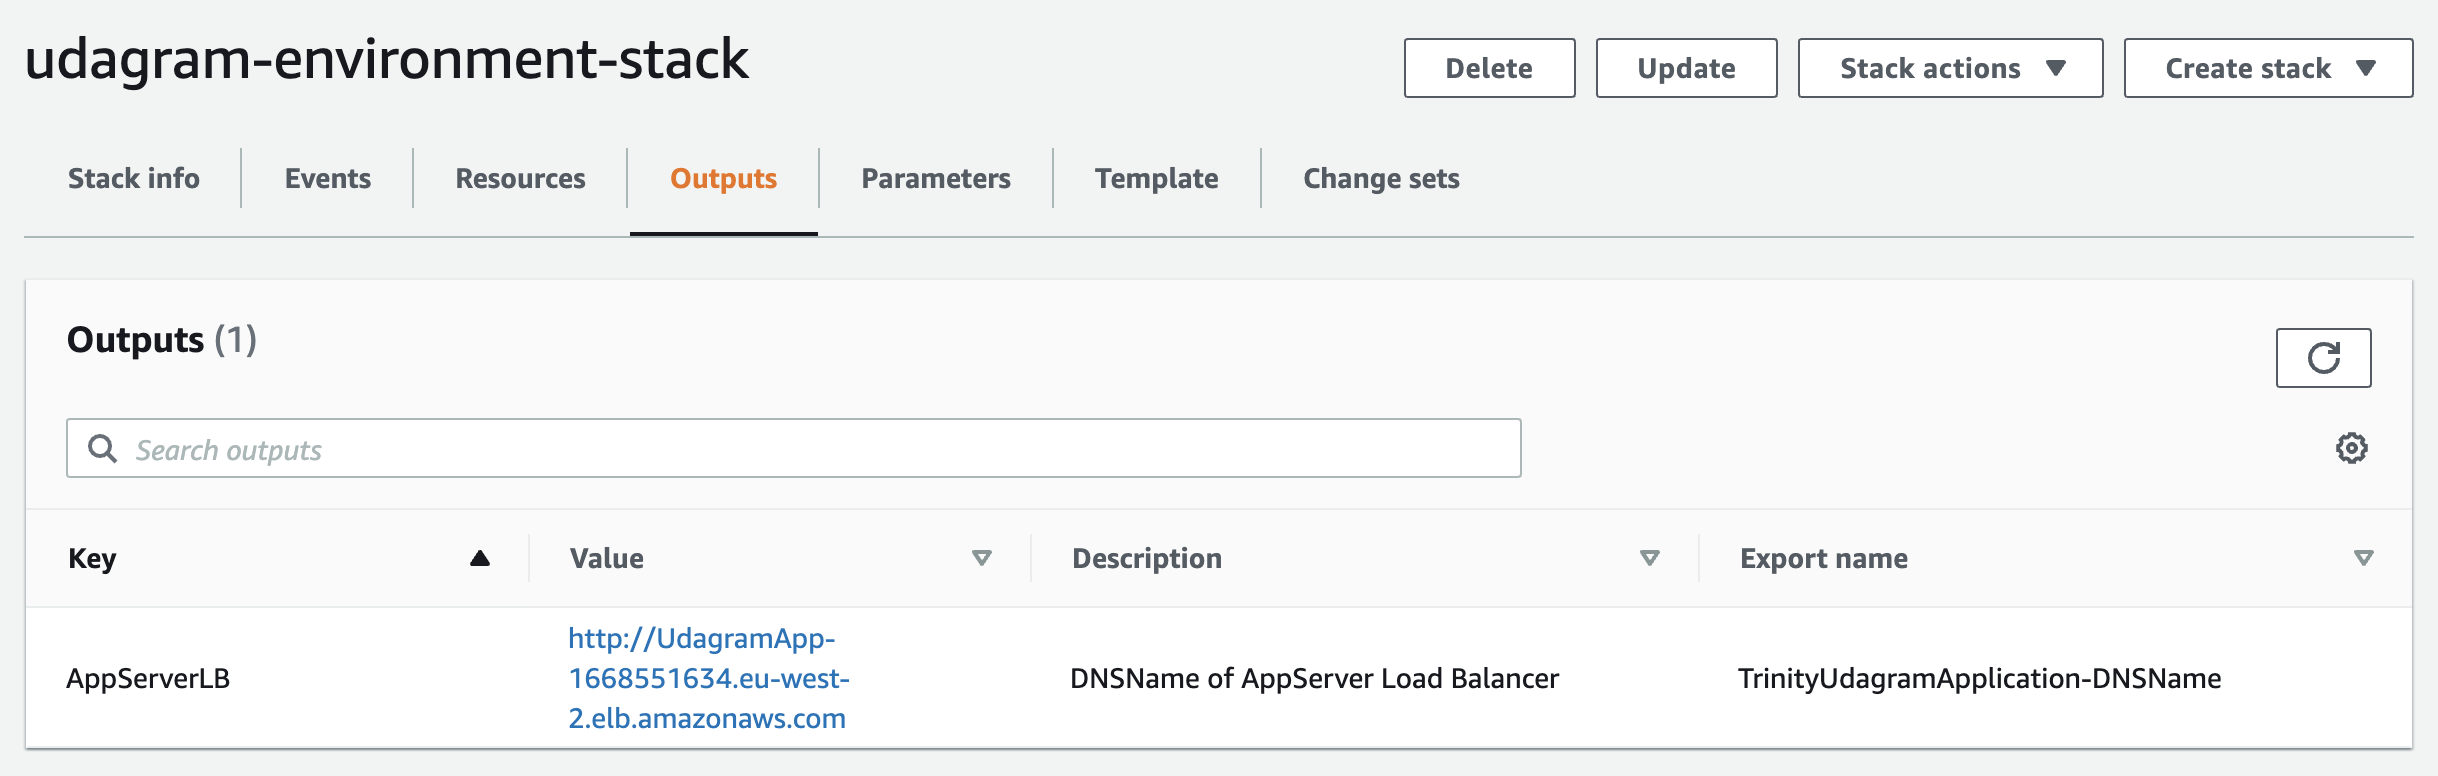 udagram-environment-stack
Delete
Update
Stack actions
Create stack
Stack info
Events
Resources
Outputs
Parameters
Template
Change sets
Outputs (1)
Search outputs
Key
Value
Description
Export name
AppServerLB
http://UdagramApp-
1668551634.eu-west-
2.elb.amazonaws.com
DNSName of AppServer Load Balancer
TrinityUdagramApplication-DNSName